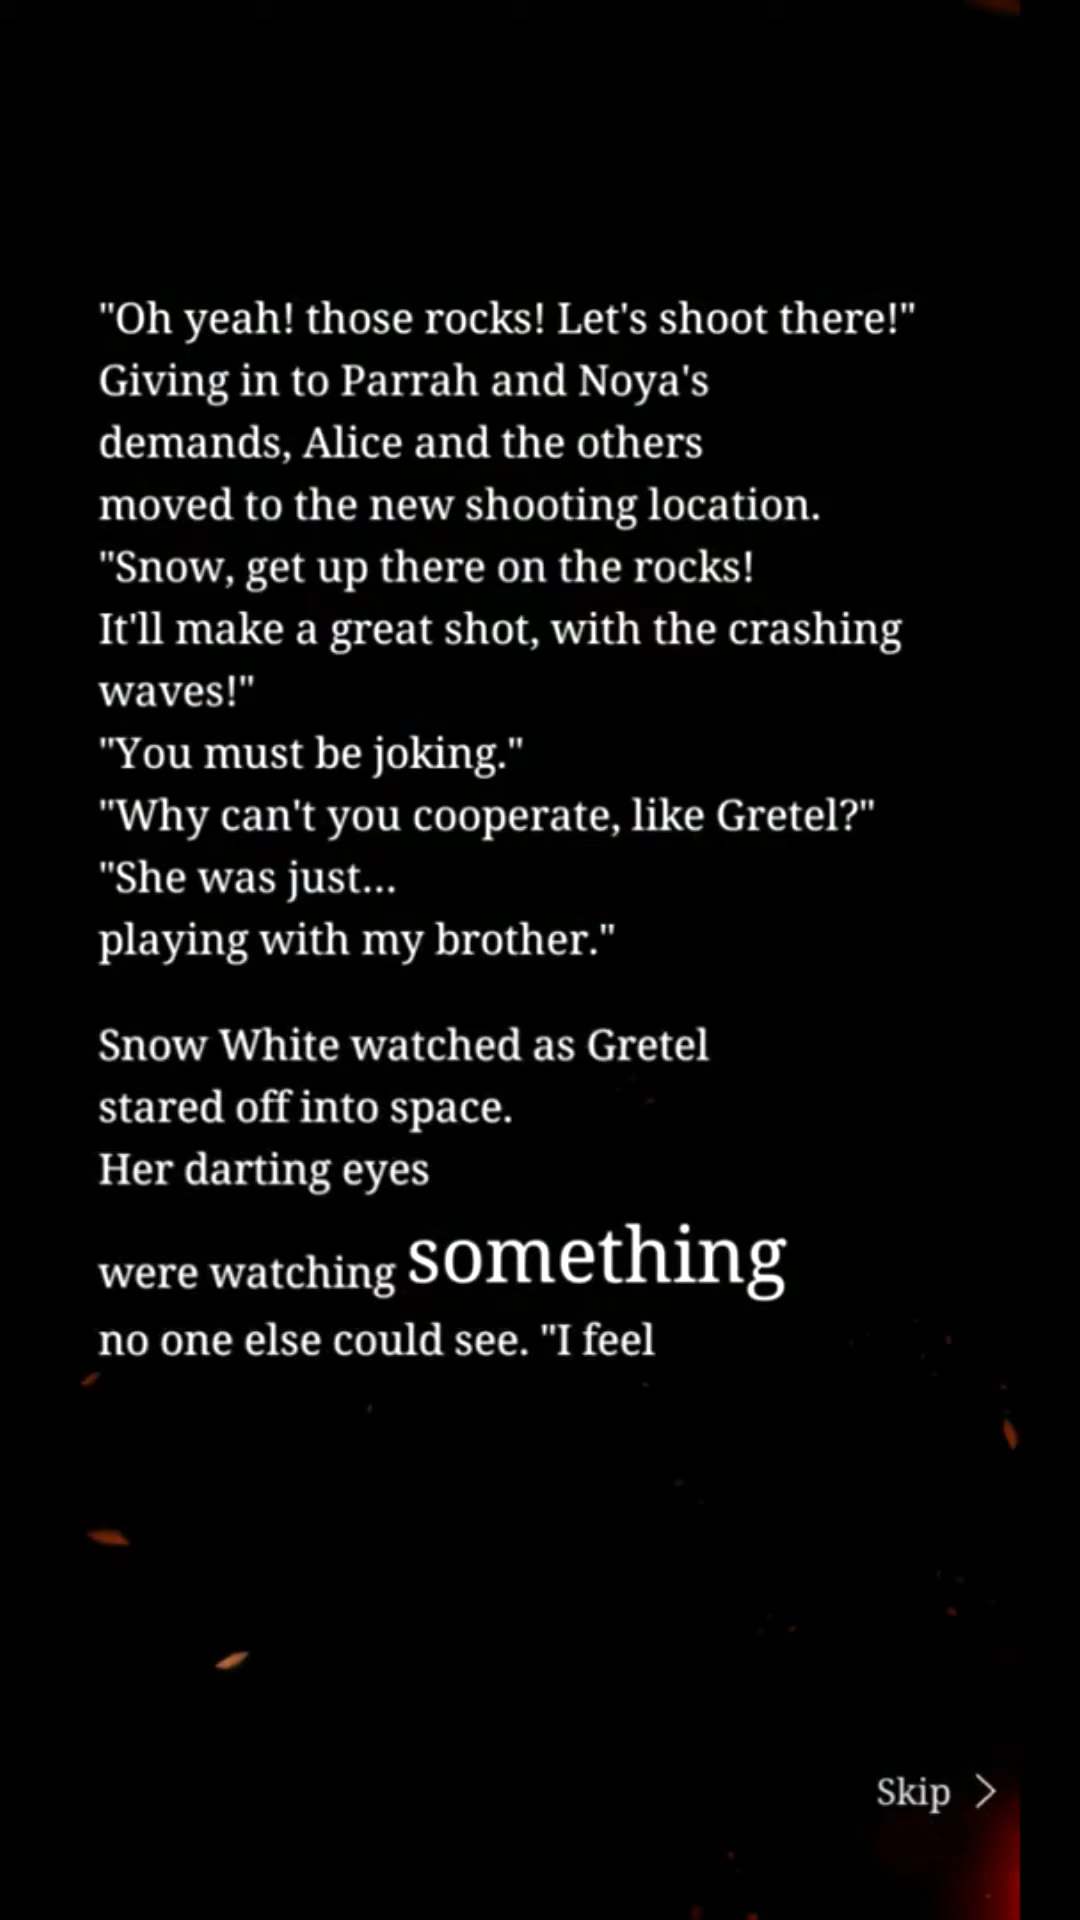 "Oh yeah! those rocks! Let's shoot there!"
Giving in to Parrah and Noya's
demands, Alice and the others
moved to the new shooting location.
"Snow, get up there on the rocks!
It'll make a great shot, with the crashing
waves!"
"You must be joking."
"Why can't you cooperate, like Gretel?"
"She was just...
playing with my brother."
Snow White watched as Gretel
stared off into space.
Her darting eyes
were watching something
no one else could see. "I feel
Skip >